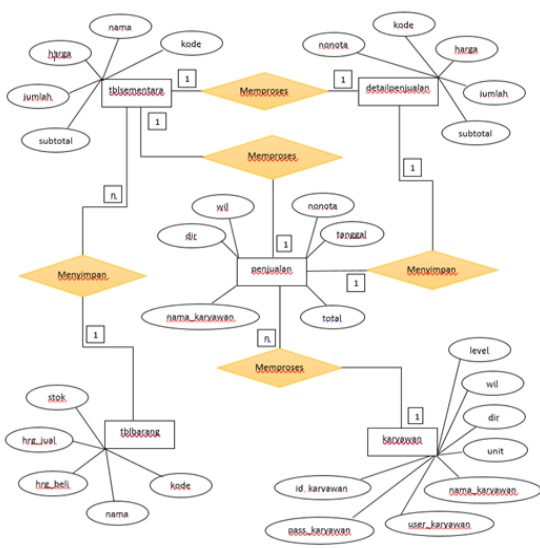 nama
harga
kode
jumlah
subtotal
tblsementara
1
Memproses
1
detailpenjualan
nonota
kode
harga
jumlah
subtotal
1
Memproses
1
1
n
wil
nonota
dir
tanggal
penjualan
nama_karyawan
total
Menyimpan
1
Menyimpan
1
n
Memproses
1
stok
hrg_jual
hrg_beli
nama
kode
tblbarang
level
wil
dir
unit
karyawan
id. karyawan
nama_karyawan
pass_karyawan
user_karyawan